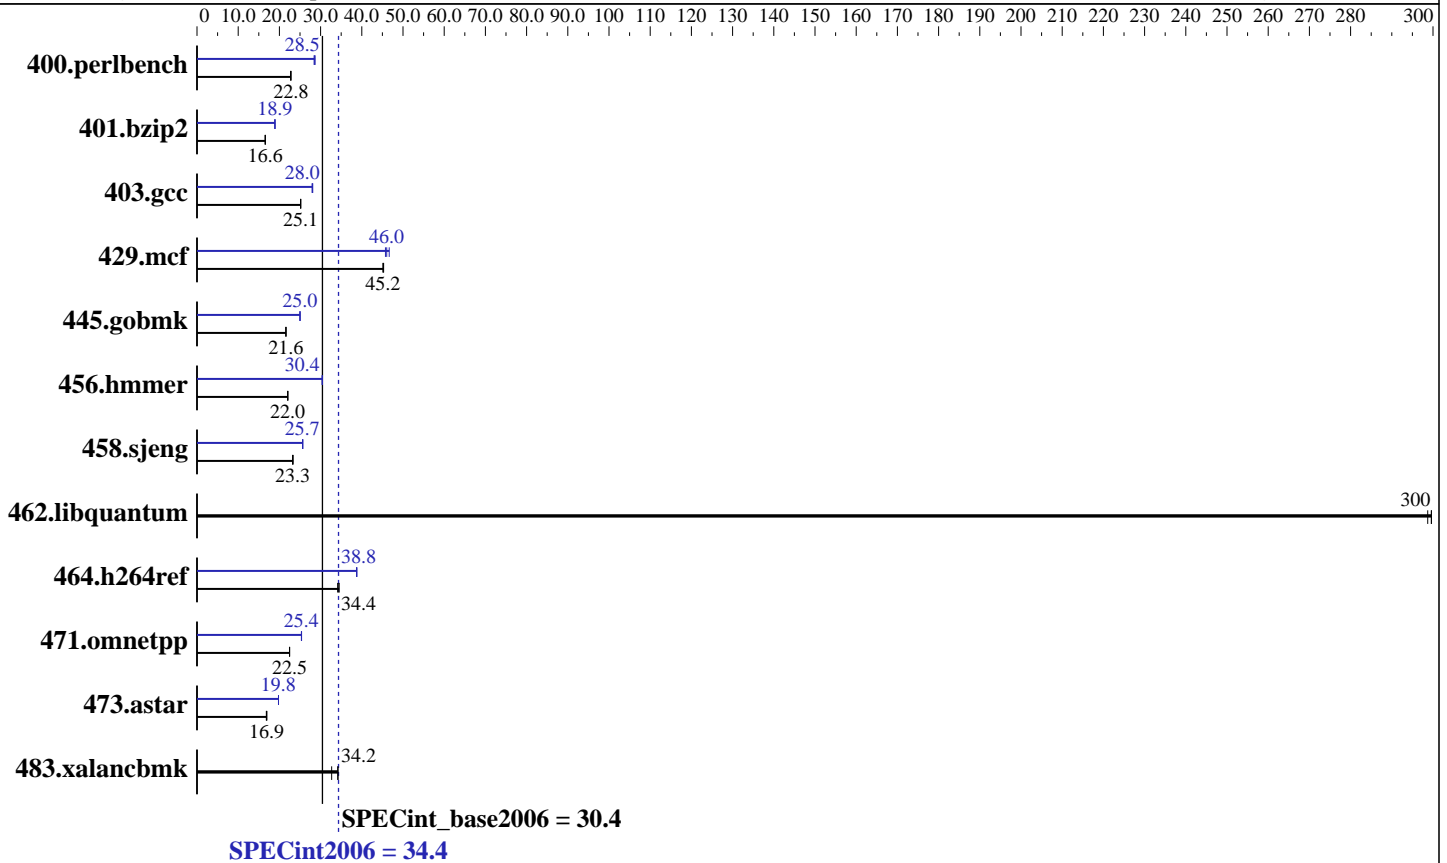 0 10.0 20.0 30.0 40.0 50.0 60.0 70.0 80.0 90.0 100 110 120 130 140 150 160 170 180 190 200 210 220 230 240 250 260 270 280 300
28.5
400.perlbench
22.8
18.9
401.bzip2
16.6
28.0
403.gcc
25.1
46.0
429.mcf
45.2
25.0
445.gobmk
21.6
30.4
456.hmmer
22.0
25.7
458.sjeng
23.3
300
462.libquantum
38.8
464.h264ref
34.4
25.4
471.omnetpp
22.5
19.8
473.astar
16.9
34.2
483.xalancbmk
SPECint_base2006 = 30.4
SPECint2006 = 34.4